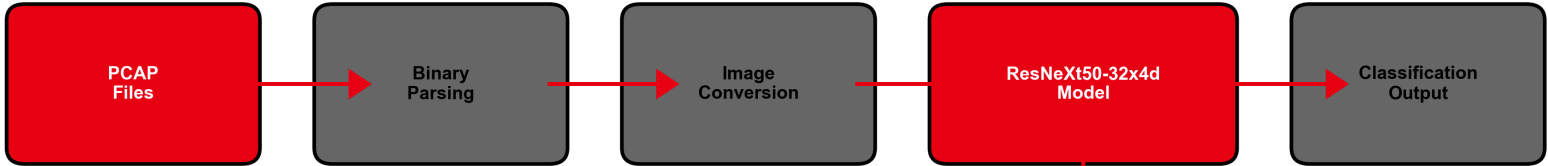 PCAP
Files
Binary
Parsing
Image
Conversion
ResNeXt50-32x4d
Model
Classification
Output